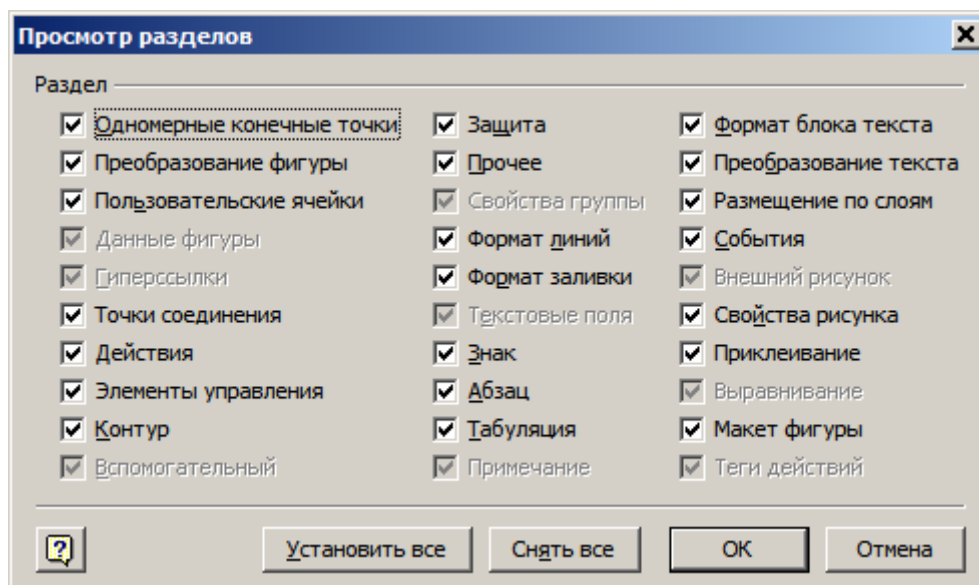 Просмотр разделов
Раздел
Одномерные конечные точки
Преобразование фигуры
Пользовательские ячейки
Данные фигуры
Гиперссылки
Точки соединения
Действия
Элементы управления
Контур
Вспомогательный
Защита
Прочее
Свойства группы
Формат линий
Формат заливки
Текстовые поля
Знак
Абзац
Табуляция
Примечание
Формат блока текста
Преобразование текста
Размещение по слоям
События
Внешний рисунок
Свойства рисунка
Приклеивание
Выравнивание
Макет фигуры
Теги действий
Установить все
Снять все
ОК
Отмена